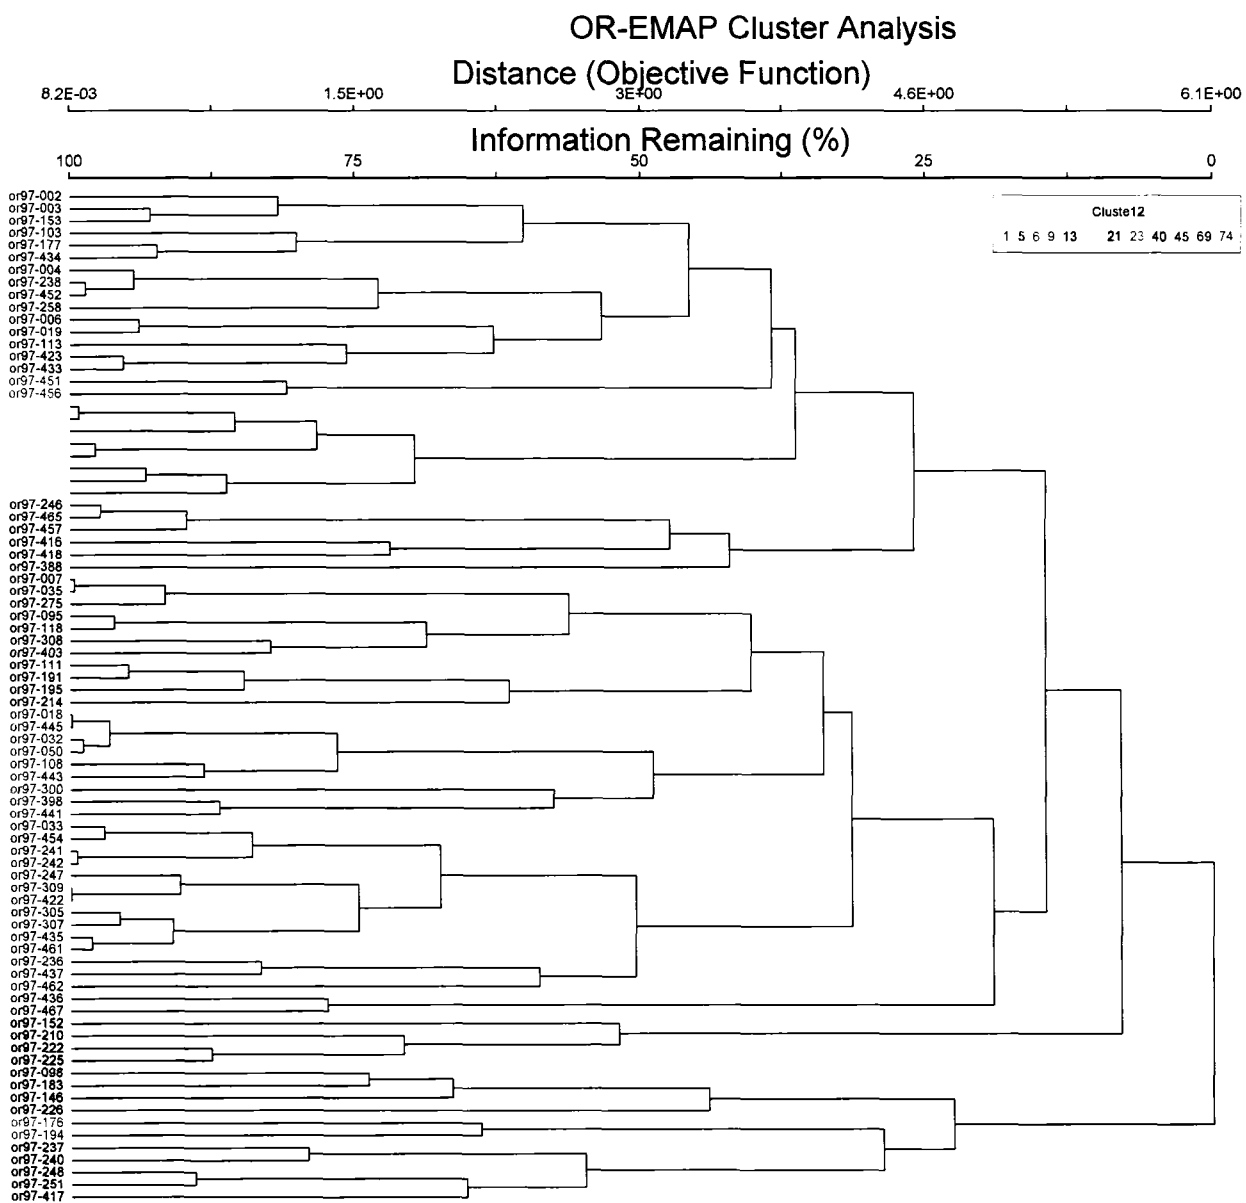 OR-EMAP Cluster Analysis
Distance (Objective Function)
8.2E-03 1.5E+00 3E+00 4.6E+00 6.1E+00
Information Remaining (%)
100 75 50 25 0
Cluste12
1 5 6 9 13 21 23 40 45 69 74
or97-002
or97-003
or97-153
or97-103
or97-177
or97-434
or97-004
or97-238
or97-452
or97-258
or97-006
or97-019
or97-113
or97-423
or97-433
or97-451
or97-456
or97-246
or97-465
or97-457
or97-416
or97-418
or97-388
or97-007
or97-035
or97-275
or97-095
or97-118
or97-308
or97-403
or97-111
or97-191
or97-195
or97-214
or97-018
or97-445
or97-032
or97-050
or97-108
or97-443
or97-300
or97-398
or97-441
or97-033
or97-454
or97-241
or97-242
or97-247
or97-309
or97-422
or97-305
or97-307
or97-435
or97-461
or97-236
or97-437
or97-462
or97-436
or97-467
or97-152
or97-210
or97-222
or97-225
or97-098
or97-183
or97-146
or97-226
or97-176
or97-194
or97-237
or97-240
or97-248
or97-251
or97-417